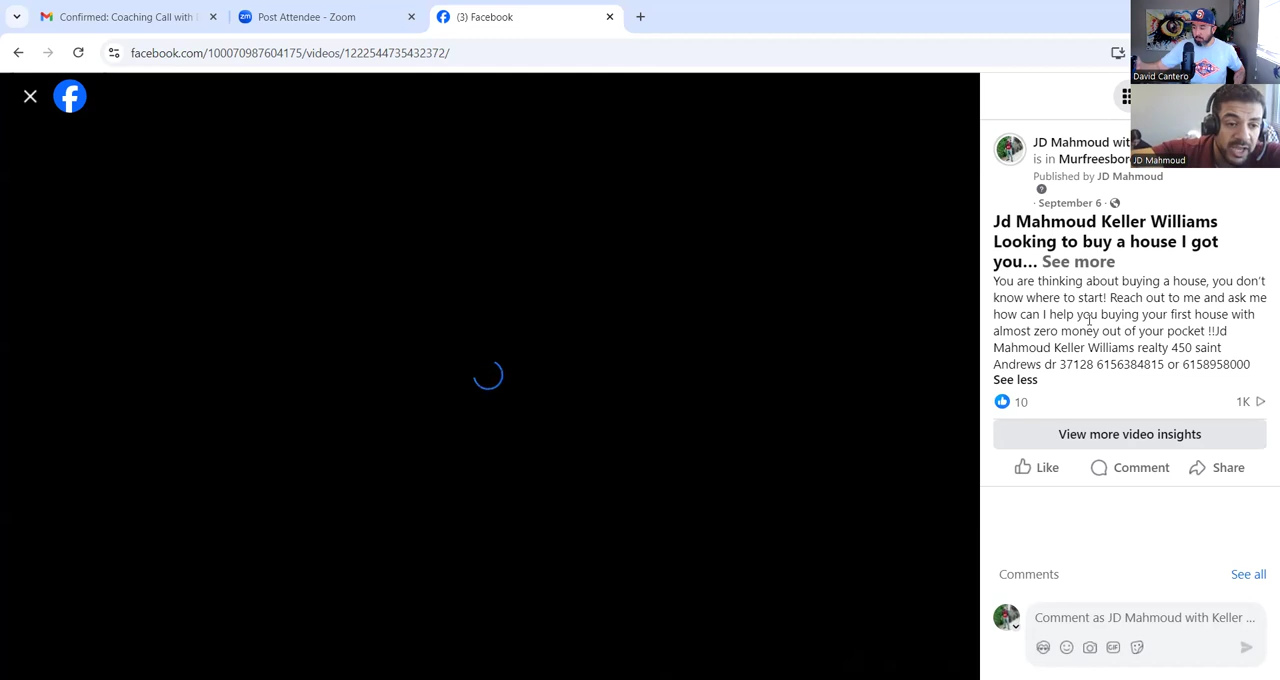 Confirmed: Coaching Call with
Post Attendee - Zoom
(3) Facebook
facebook.com/100070987604175/videos/1222544735432372/
David Cantero
JD Mahmoud
JD Mahmoud
is in Murfreesboro
Published by JD Mahmoud
· September 6 ·
Jd Mahmoud Keller Williams
Looking to buy a house I got
you... See more
You are thinking about buying a house, you don't
know where to start! Reach out to me and ask me
how can I help you buying your first house with
almost zero money out of your pocket !!Jd
Mahmoud Keller Williams realty 450 saint
Andrews dr 37128 6156384815 or 6158958000
See less
10
1K
View more video insights
Like
Comment
Share
Comments
See all
Comment as JD Mahmoud with Keller ...
GIF